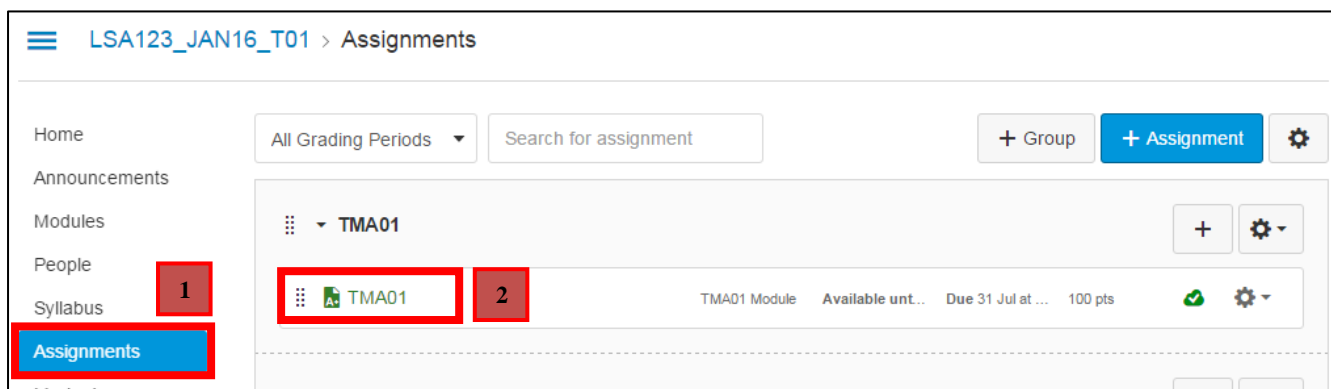 LSA123_JAN16_T01 > Assignments
Home
Announcements
Modules
People
Syllabus
Assignments
1
All Grading Periods
Search for assignment
+ Group
+ Assignment
TMA01
+
TMA01
2
TMA01 Module
Available unt...
Due 31 Jul at ...
100 pts